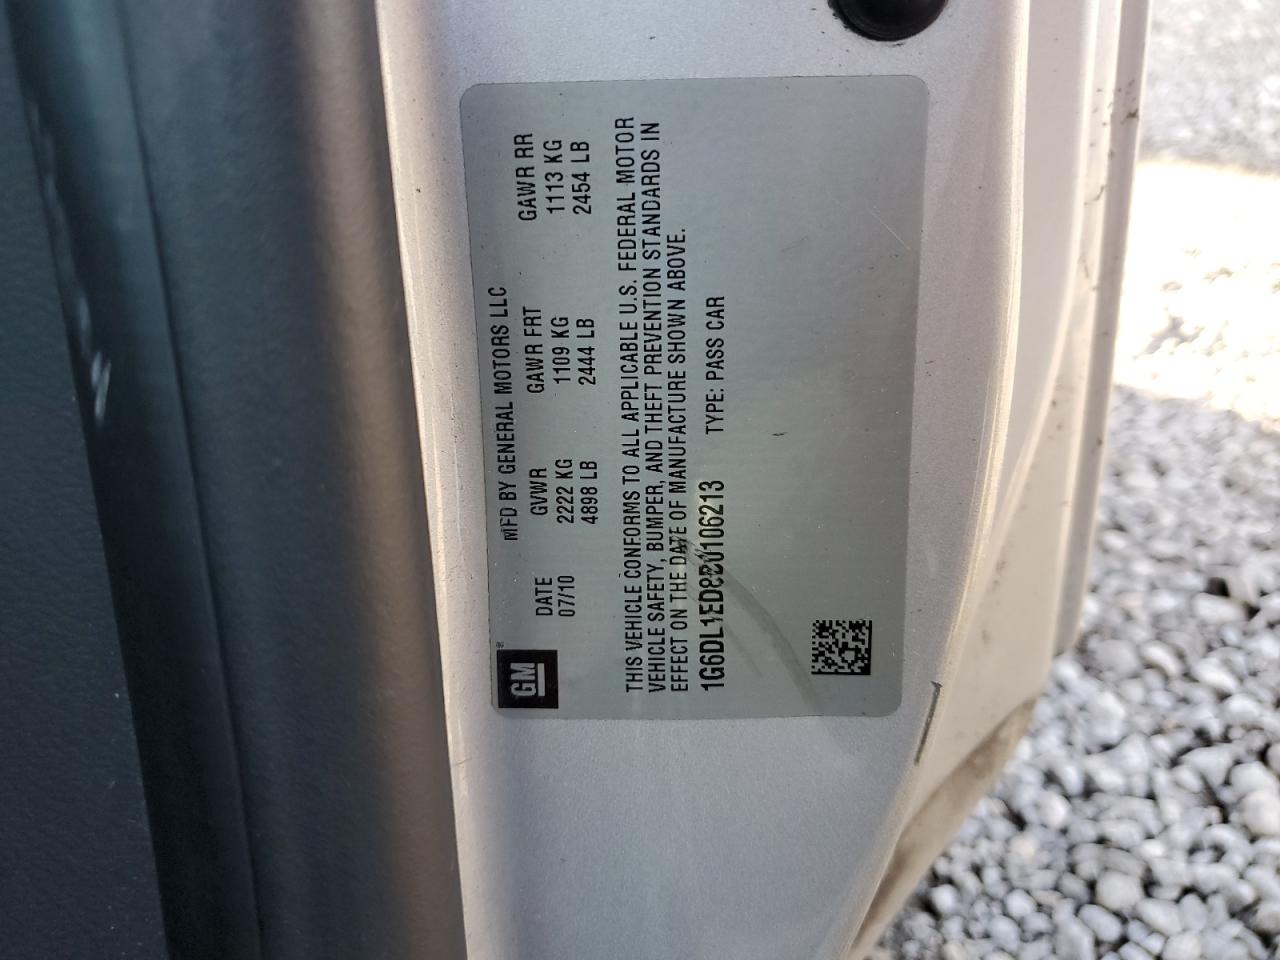 MFD BY GENERAL MOTORS LLC
GM
DATE GVWR GAWR FRT GAWR RR
07/10 2222 KG 1109 KG 1113 KG
4898 LB 2444 LB 2454 LB
THIS VEHICLE CONFORMS TO ALL APPLICABLE U.S. FEDERAL MOTOR
VEHICLE SAFETY, BUMPER, AND THEFT PREVENTION STANDARDS IN
EFFECT ON THE DATE OF MANUFACTURE SHOWN ABOVE.
1G6DL1ED8B0106213 TYPE: PASS CAR